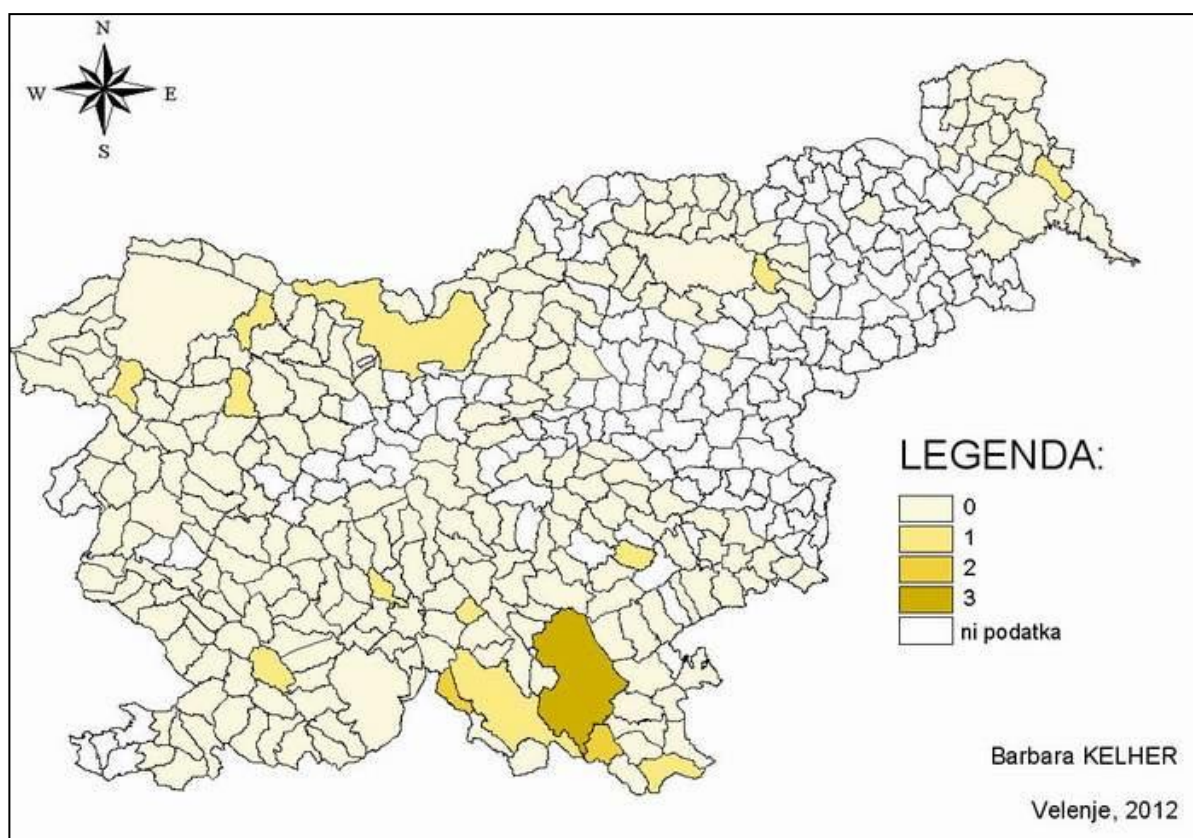 N
W E
S
LEGENDA:
0
1
2
3
ni podatka
Barbara KELHER
Velenje, 2012